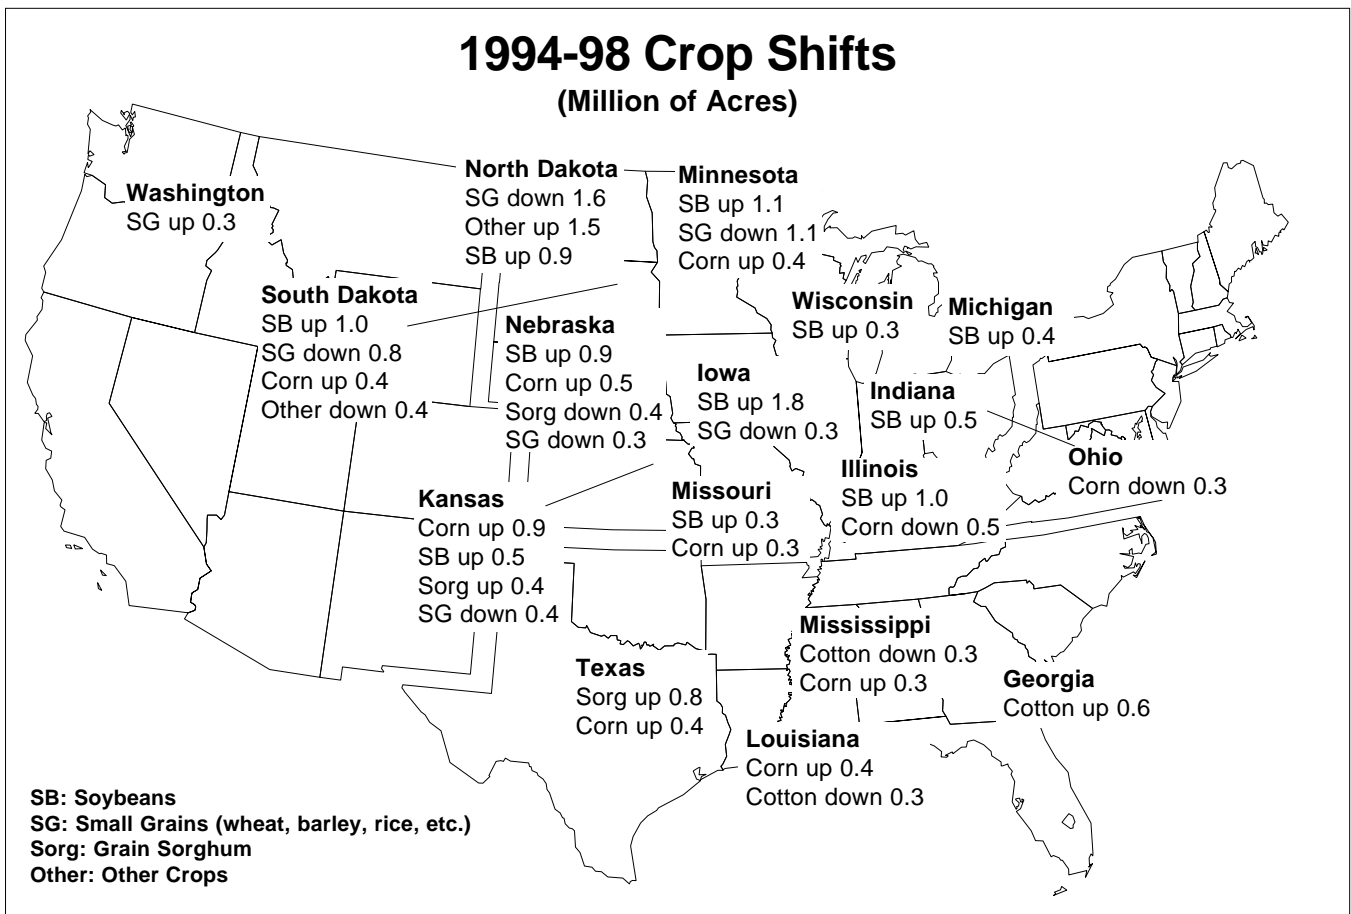 1994-98 Crop Shifts
(Million of Acres)
Washington
SG up 0.3
North Dakota
SG down 1.6
Other up 1.5
SB up 0.9
Minnesota
SB up 1.1
SG down 1.1
Corn up 0.4
South Dakota
SB up 1.0
SG down 0.8
Corn up 0.4
Other down 0.4
Nebraska
SB up 0.9
Corn up 0.5
Sorg down 0.4
SG down 0.3
Wisconsin
SB up 0.3
Michigan
SB up 0.4
Iowa
SB up 1.8
SG down 0.3
Indiana
SB up 0.5
Ohio
Corn down 0.3
Illinois
SB up 1.0
Corn down 0.5
Kansas
Corn up 0.9
SB up 0.5
Sorg up 0.4
SG down 0.4
Missouri
SB up 0.3
Corn up 0.3
Mississippi
Cotton down 0.3
Corn up 0.3
Georgia
Cotton up 0.6
Texas
Sorg up 0.8
Corn up 0.4
Louisiana
Corn up 0.4
Cotton down 0.3
SB: Soybeans
SG: Small Grains (wheat, barley, rice, etc.)
Sorg: Grain Sorghum
Other: Other Crops